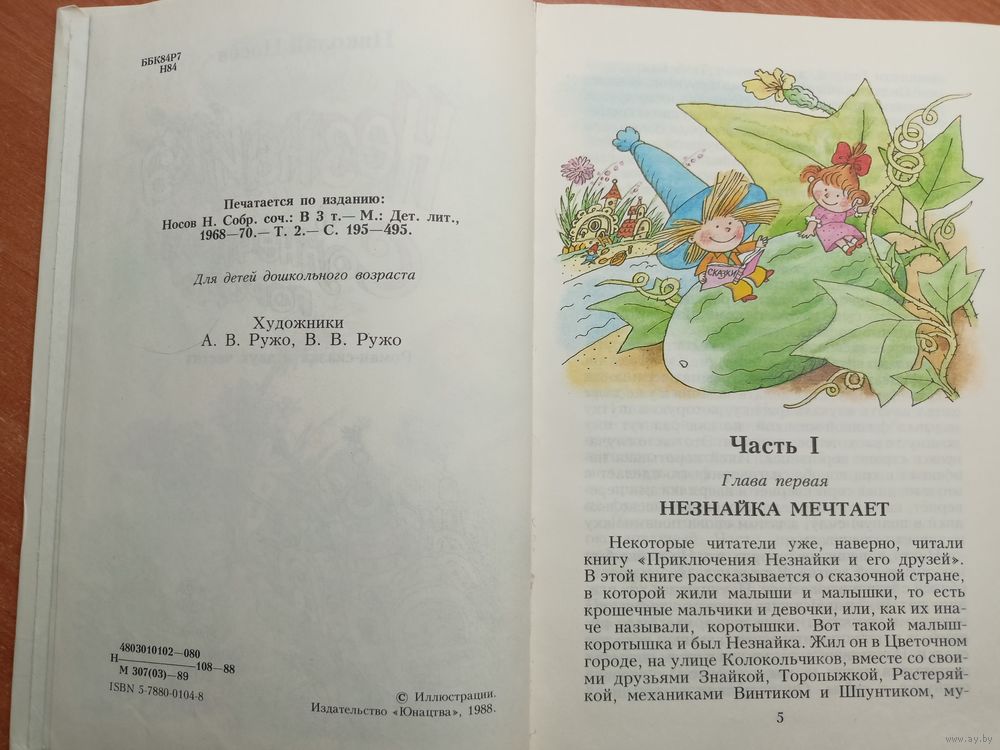 ББК84Р7
Н84
Печатается по изданию:
Носов Н. Собр. соч.: В 3 т.— М.: Дет. лит.,
1968—70.— Т. 2.— С. 195—495.
Для детей дошкольного возраста
Художники
А. В. Ружо, В. В. Ружо
4803010102—080
Н————————108—88
М 307(03)—89
ISBN 5-7880-0104-8
© Иллюстрации.
Издательство «Юнацтва», 1988.
СКАЗКИ
Часть I
Глава первая
НЕЗНАЙКА МЕЧТАЕТ
Некоторые читатели уже, наверно, читали
книгу «Приключения Незнайки и его друзей».
В этой книге рассказывается о сказочной стране,
в которой жили малыши и малышки, то есть
крошечные мальчики и девочки, или, как их ина-
че называли, коротышки. Вот такой малыш-
коротышка и был Незнайка. Жил он в Цветочном
городе, на улице Колокольчиков, вместе со свои-
ми друзьями Знайкой, Торопыжкой, Растеряй-
кой, механиками Винтиком и Шпунтиком, му-
5
www.ay.by